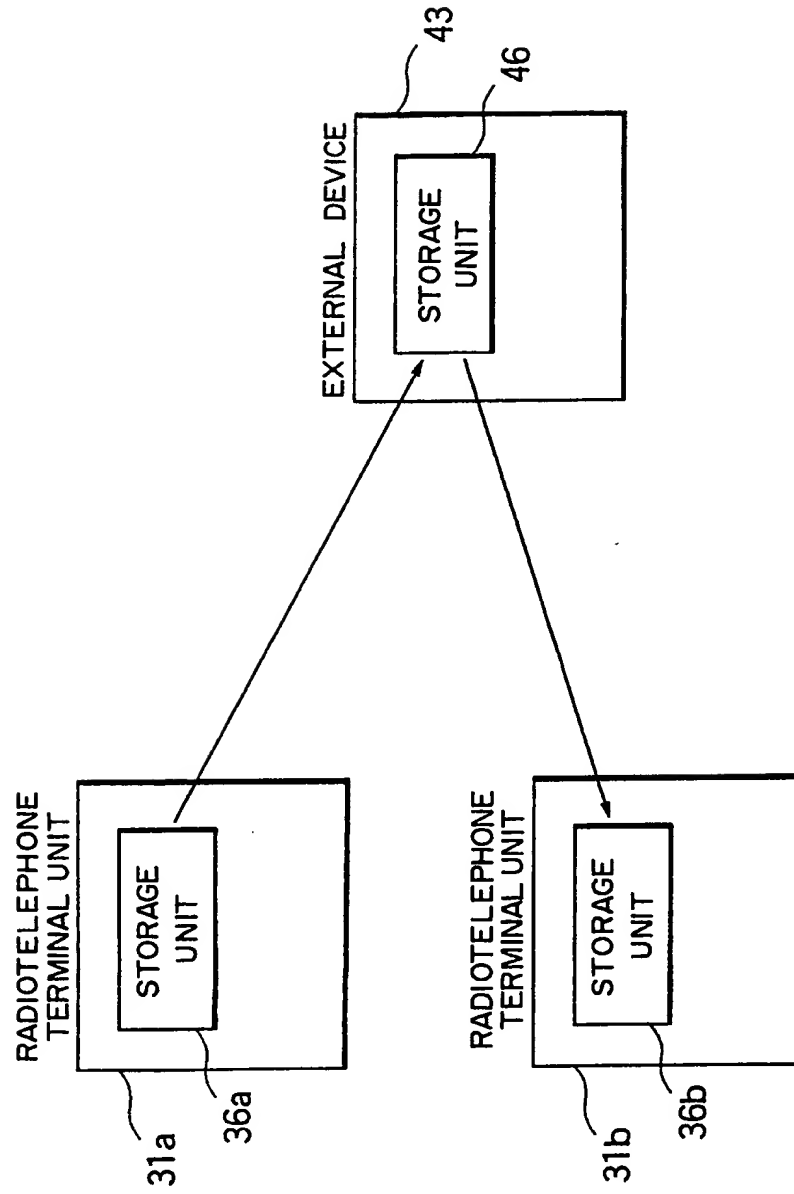 RADIOTELEPHONE
TERMINAL UNIT
STORAGE
UNIT
31a
36a
EXTERNAL DEVICE
STORAGE
UNIT
43
46
RADIOTELEPHONE
TERMINAL UNIT
STORAGE
UNIT
31b
36b